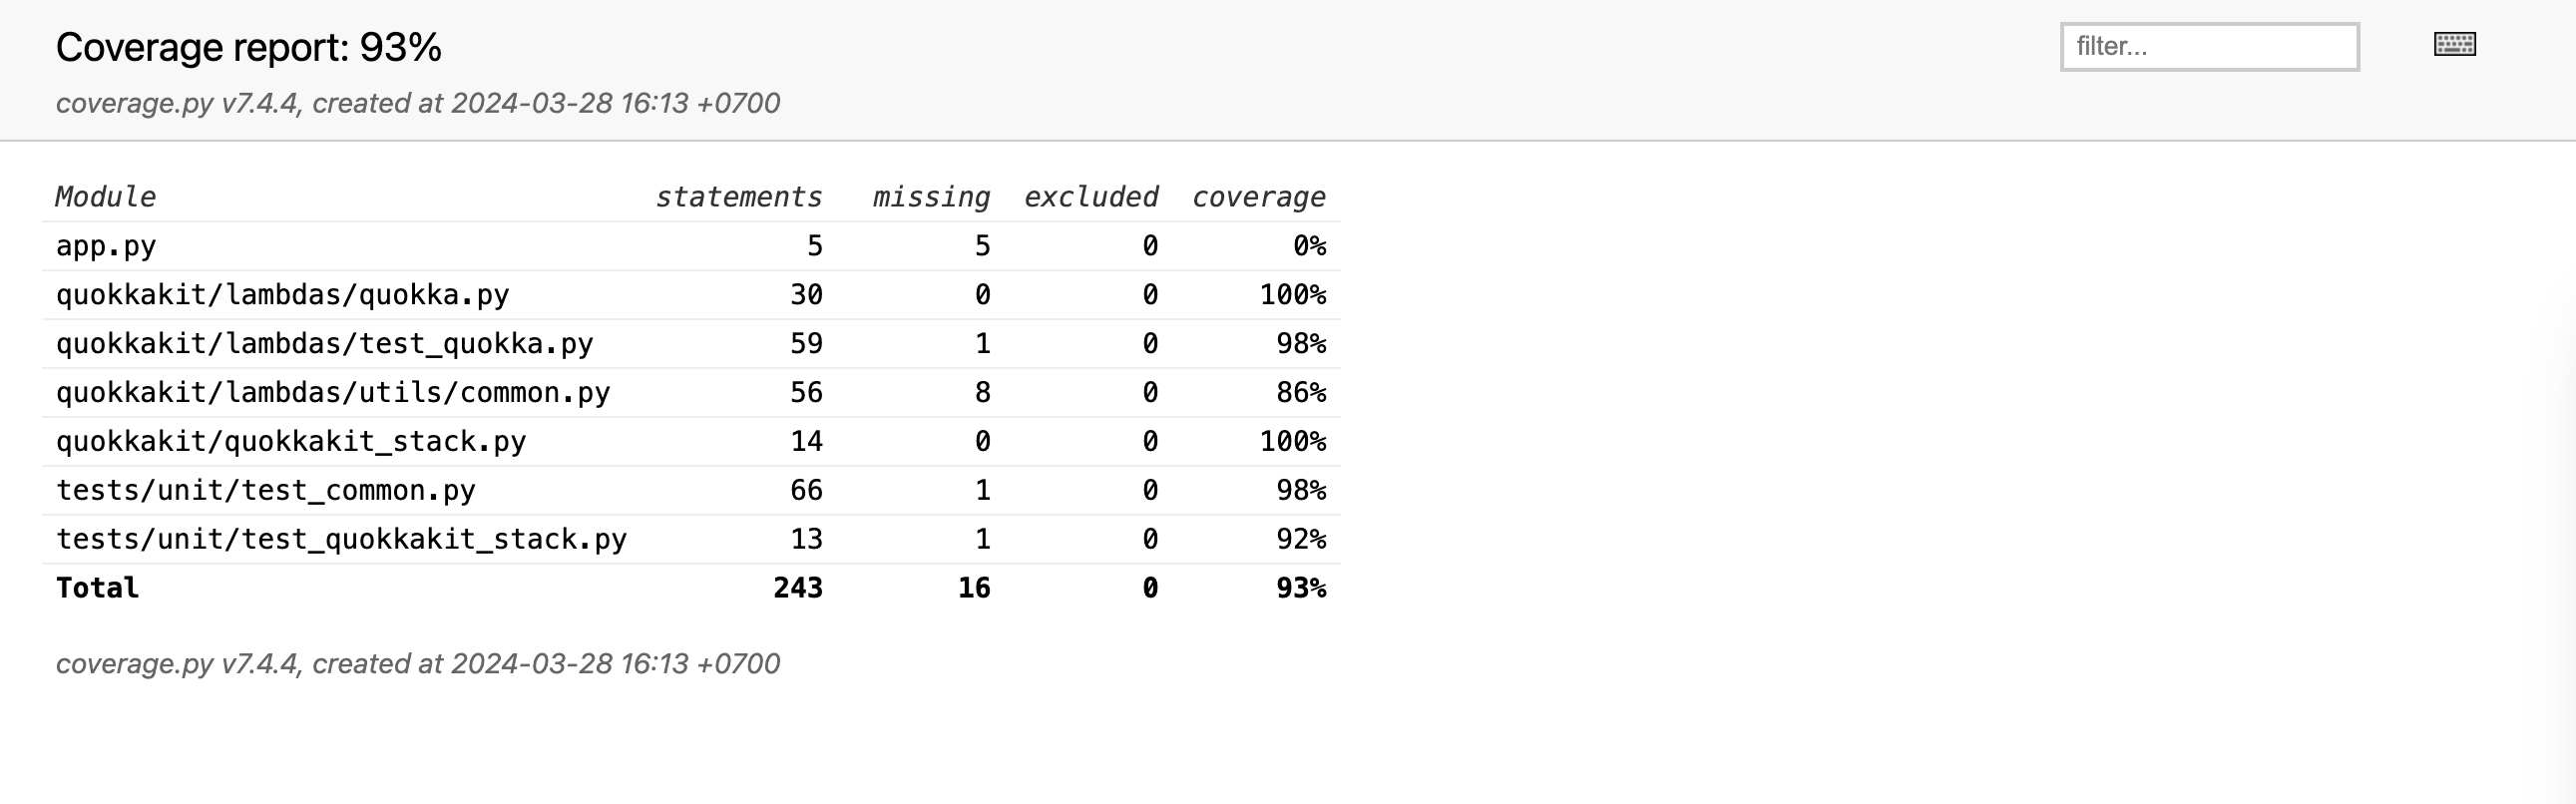 Coverage report: 93%
filter...
coverage.py v7.4.4, created at 2024-03-28 16:13 +0700
Module statements missing excluded coverage
app.py 5 5 0 0%
quokkakit/lambdas/quokka.py 30 0 0 100%
quokkakit/lambdas/test_quokka.py 59 1 0 98%
quokkakit/lambdas/utils/common.py 56 8 0 86%
quokkakit/quokkakit_stack.py 14 0 0 100%
tests/unit/test_common.py 66 1 0 98%
tests/unit/test_quokkakit_stack.py 13 1 0 92%
Total 243 16 0 93%
coverage.py v7.4.4, created at 2024-03-28 16:13 +0700